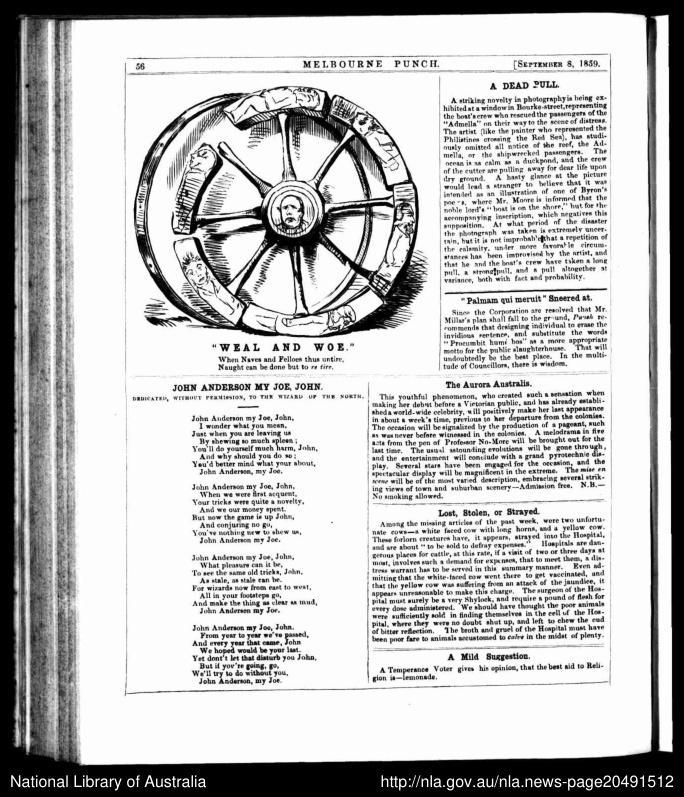 56
MELBOURNE PUNCH.
[SEPTEMBER 8, 1859.
"WEAL AND WOE."
When Naves and Felloes thus untire,
Naught can be done but to re tire.
JOHN ANDERSON MY JOE, JOHN.
DEDICATED, WITHOUT PERMISSION, TO THE WIZARD OF THE NORTH.
John Anderson my Joe, John,
I wonder what you mean,
Just when you are leaving us
By shewing so much spleen;
You'll do yourself much harm, John,
And why should you do so;
You'd better mind what your about,
John Anderson, my Joe.
John Anderson my Joe, John,
When we were first acquent,
Your tricks were quite a novelty,
And we our money spent.
But now the game is up John,
And conjuring no go,
You've nothing new to shew us,
John Anderson my Joe.
John Anderson my Joe, John,
What pleasure can it be,
To see the same old tricks, John,
As stale, as stale can be.
For wizards now from east to west,
All in your footsteps go,
And make the thing as clear as mud,
John Anderson my Joe.
John Anderson my Joe, John.
From year to year we've passed,
And every year that came, John
We hoped would be your last.
Yet dont't let that disturb you John,
But if you're going, go,
We'll try to do without you,
John Anderson, my Joe.
A DEAD PULL.
A striking novelty in photography is being ex-
hibited at a window in Bourke-street, representing
the boat's crew who rescued the passengers of the
"Admella" on their way to the scene of distress.
The artist (like the painter who represented the
Philistines crossing the Red Sea), has studi-
ously omitted all notice of the reef, the Ad-
mella, or the shipwrecked passengers. The
ocean is as calm as a duckpond, and the crew
of the cutter are pulling away for dear life upon
dry ground. A hasty glance at the picture
would lead a stranger to believe that it was
intended as an illustration of one of Byron's
poe s, where Mr. Moore is informed that the
noble lord's "boat is on the shore," but for the
accompanying inscription, which negatives this
supposition. At what period of the disaster
the photograph was taken is extremely uncer-
tain, but it is not improbable that a repetition of
the calamity, under more favorable circum-
stances has been improvised by the artist, and
that he and the boat's crew have taken a long
pull, a strong pull, and a pull altogether at
variance, both with fact and probability.
"Palmam qui meruit" Sneered at.
Since the Corporation are resolved that Mr.
Millar's plan shall fall to the ground, Punch re-
commends that designing individual to erase the
invidious sentence, and substitute the words
"Procumbit humi bos" as a more appropriate
motto for the public slaughterhouse. That will
undoubtedly be the best place. In the multi-
tude of Councillors, there is wisdom.
The Aurora Australis.
This youthful phenomenon, who created such a sensation when
making her debut before a Victorian public, and has already establi-
shed a world-wide celebrity, will positively make her last appearance
in about a week's time, previous to her departure from the colonies.
The occasion will be signalized by the production of a pageant, such
as was never before witnessed in the colonies. A melodrama in five
acts from the pen of Professor No-More will be brought out for the
last time. The usual astounding evolutions will be gone through,
and the entertainment will conclude with a grand pyrotechnic dis-
play. Several stars have been engaged for the occasion, and the
spectacular display will be magnificent in the extreme. The mise en
scene will be of the most varied description, embracing several strik-
ing views of town and suburban scenery—Admission free. N.B.—
No smoking allowed.
Lost, Stolen, or Strayed.
Among the missing articles of the past week, were two unfortu-
nate cows—a white faced cow with long horns, and a yellow cow.
These forlorn creatures have, it appears, strayed into the Hospital,
and are about "to be sold to defray expenses." Hospitals are dan-
gerous places for cattle, at this rate, if a visit of two or three days at
most, involves such a demand for expenses, that to meet them, a dis-
tress warrant has to be served in this summary manner. Even ad-
mitting that the white-faced cow went there to get vaccinated, and
that the yellow cow was suffering from an attack of the jaundice, it
appears unreasonable to make this charge. The surgeon of the Hos-
pital must surely be a very Shylock, and require a pound of flesh for
every dose administered. We should have thought the poor animals
were sufficiently sold in finding themselves in the cell of the Hos-
pital, where they were no doubt shut up, and left to chew the cud
of bitter reflection. The broth and gruel of the Hospital must have
been poor fare to animals accustomed to calve in the midst of plenty.
A Mild Suggestion.
A Temperance Voter gives his opinion, that the best aid to Reli-
gion is—lemonade.
National Library of Australia
http://nla.gov.au/nla.news-page20491512